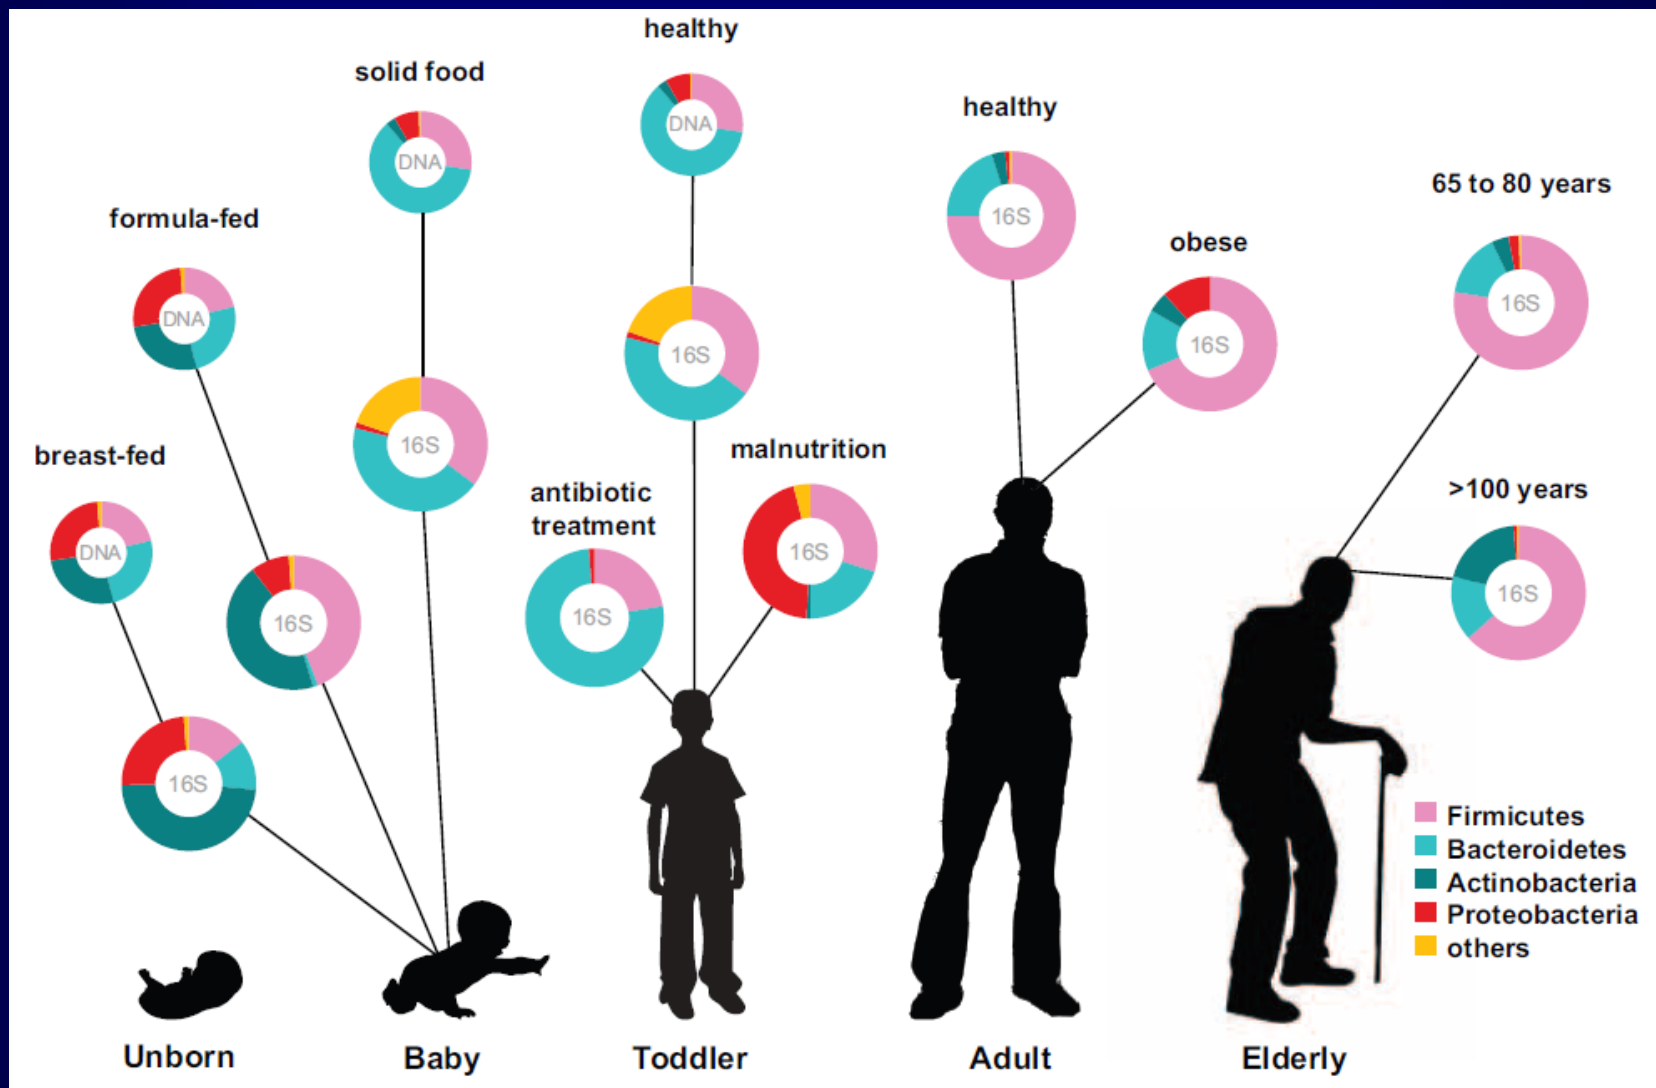 healthy
solid food
DNA
DNA
healthy
formula-fed
16S
65 to 80 years
DNA
obese
16S
16S
16S
breast-fed
16S
malnutrition
antibiotic
treatment
>100 years
DNA
16S
16S
16S
16S
16S
Firmicutes
Bacteroidetes
Actinobacteria
Proteobacteria
others
Unborn
Baby
Toddler
Adult
Elderly